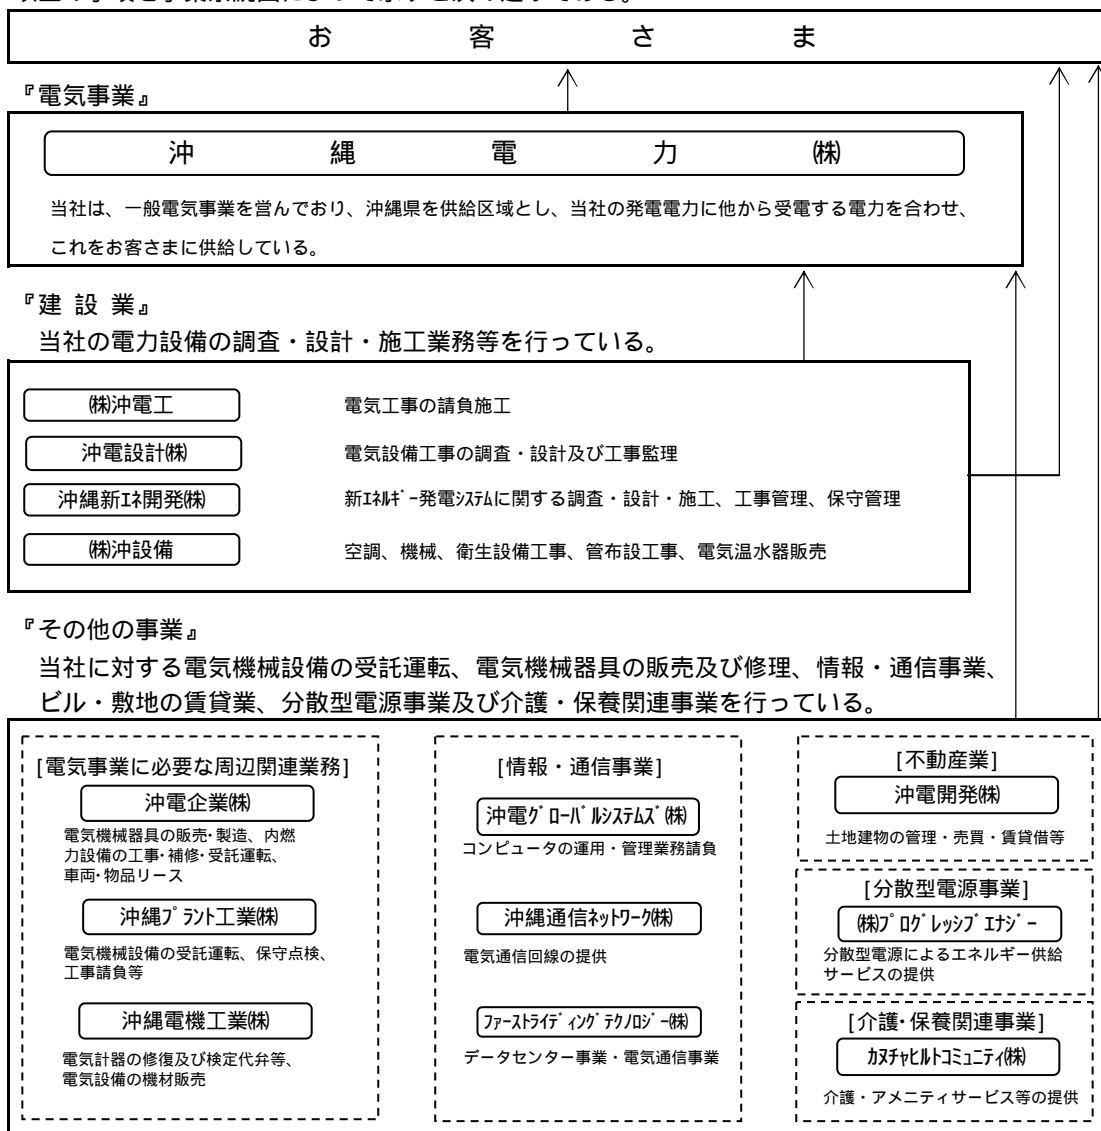 お客さま
『電気事業』
沖縄電力㈱
当社は、一般電気事業を営んでおり、沖縄県を供給区域とし、当社の発電電力に他から受電する電力を合わせ、
これをお客さまに供給している。
『建設業』
当社の電力設備の調査・設計・施工業務等を行っている。
㈱沖電工
電気工事の請負施工
沖電設計㈱
電気設備工事の調査・設計及び工事監理
沖縄新ｴﾈ開発㈱
新ｴﾈﾙｷﾞｰ発電ｼｽﾃﾑに関する調査・設計・施工、工事管理、保守管理
㈱沖設備
空調、機械、衛生設備工事、管布設工事、電気温水器販売
『その他の事業』
当社に対する電気機械設備の受託運転、電気機械器具の販売及び修理、情報・通信事業、
ビル・敷地の賃貸業、分散型電源事業及び介護・保養関連事業を行っている。
[電気事業に必要な周辺関連業務]
沖電企業㈱
電気機械器具の販売・製造、内燃
力設備の工事・補修・受託運転、
車両・物品リース
沖縄ﾌﾟﾗﾝﾄ工業㈱
電気機械設備の受託運転、保守点検、
工事請負等
沖縄電機工業㈱
電気計器の修復及び検定代弁等、
電気設備の機材販売
[情報・通信事業]
沖電ｸﾞﾛｰﾊﾞﾙｼｽﾃﾑｽﾞ㈱
コンピュータの運用・管理業務請負
沖縄通信ﾈｯﾄﾜｰｸ㈱
電気通信回線の提供
ﾌｧｰｽﾄﾗｲﾃﾞｨﾝｸﾞﾃｸﾉﾛｼﾞｰ㈱
データセンター事業・電気通信事業
[不動産業]
沖電開発㈱
土地建物の管理・売買・賃貸借等
[分散型電源事業]
㈱ﾌﾟﾛｸﾞﾚｯｼﾌﾞｴﾅｼﾞｰ
分散型電源によるエネルギー供給
サービスの提供
[介護・保養関連事業]
ｶﾇﾁｬﾋﾙﾄｺﾐｭﾆﾃｨ㈱
介護・アメニティサービス等の提供